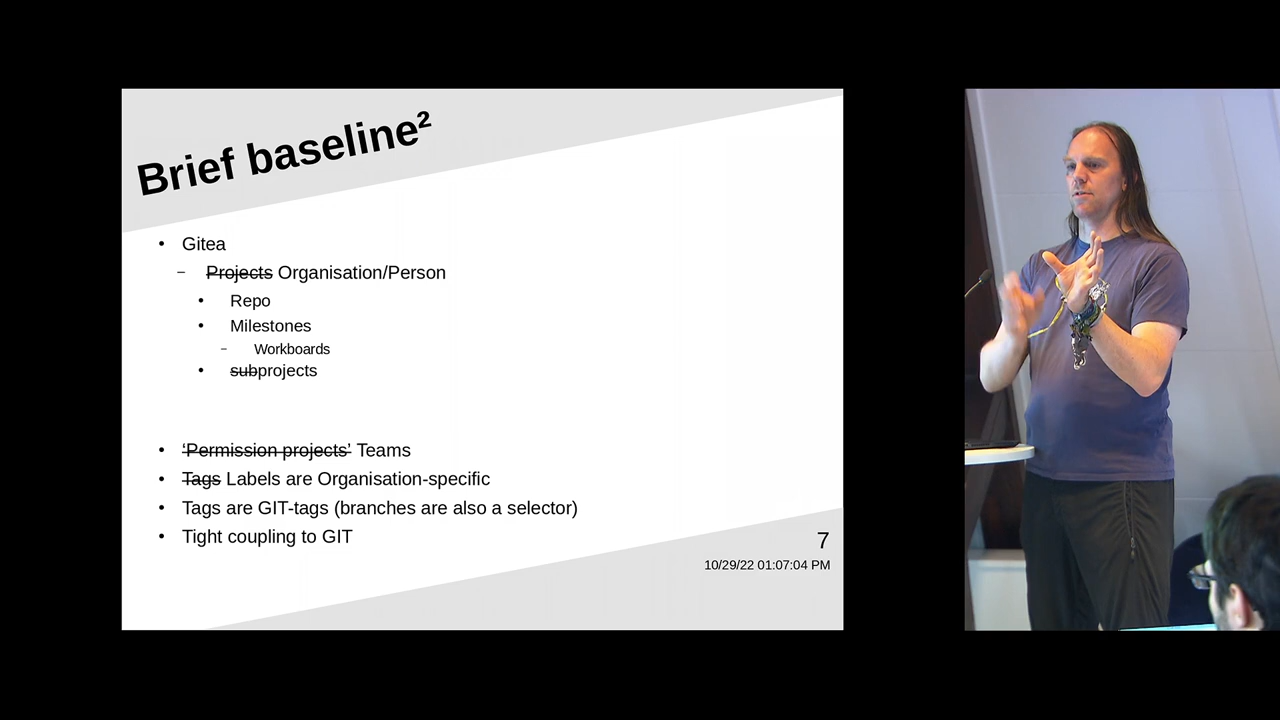 Brief baseline²
• Gitea
– Projects Organisation/Person
• Repo
• Milestones
– Workboards
• subprojects
• ‘Permission projects’ Teams
• Tags Labels are Organisation-specific
• Tags are GIT-tags (branches are also a selector)
• Tight coupling to GIT
7
10/29/22 01:07:04 PM